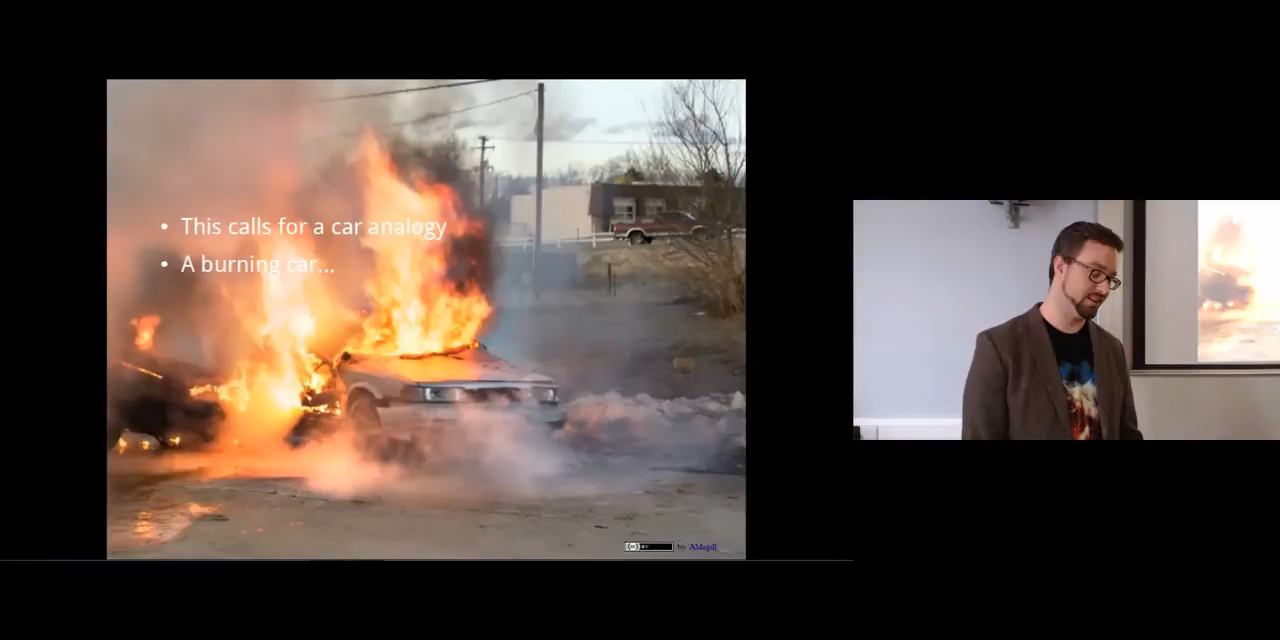 • This calls for a car analogy
• A burning car...
by AMagill